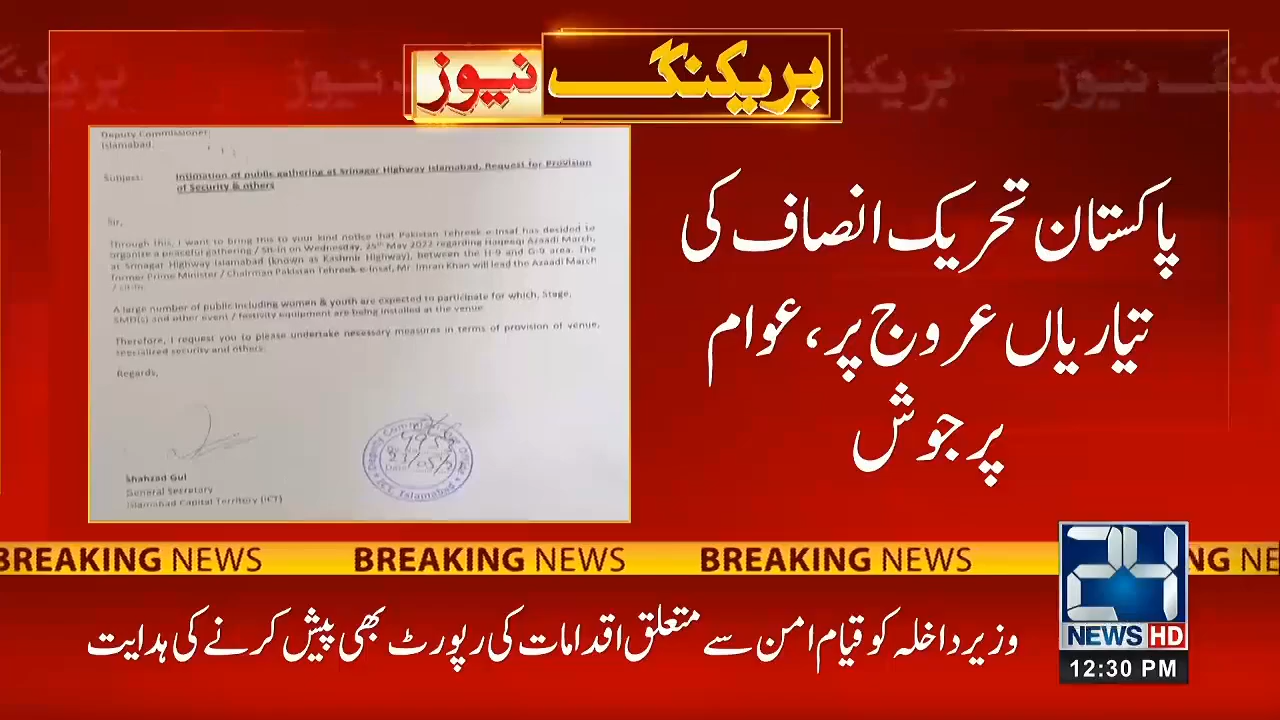 بریکنگ نیوز
Deputy Commissioner
Islamabad.
Subject: Intimation of public gathering at Srinagar Highway Islamabad, Request for Provision
of Security & others
Sir,
Through this, I want to bring this to your kind notice that Pakistan Tehreek-e-Insaf has decided to
organize a peaceful gathering / Sit-in on Wednesday, 25th May 2022 regarding Haqeeqi Azaadi March,
at Srinagar Highway Islamabad (known as Kashmir Highway), between the H-9 and G-9 area. The
former Prime Minister / Chairman Pakistan Tehreek-e-Insaf, Mr. Imran Khan will lead the Azaadi March
/ sit-in.
A large number of public including women & youth are expected to participate for which, Stage,
SMD(s) and other event / festivity equipment are being installed at the venue.
Therefore, I request you to please undertake necessary measures in terms of provision of venue,
specialized security and others.
Regards,
Shahzad Gul
General Secretary
Islamabad Capital Territory (ICT)
Deputy Commissioner Office
ICT, Islamabad
پاکستان تحریک انصاف کی
تیاریاں عروج پر، عوام
پرجوش
BREAKING NEWS BREAKING NEWS BREAKING NEWS
24
NEWS HD
12:30 PM
وزیرداخلہ کو قیام امن سے متعلق اقدامات کی رپورٹ بھی پیش کرنے کی ہدایت